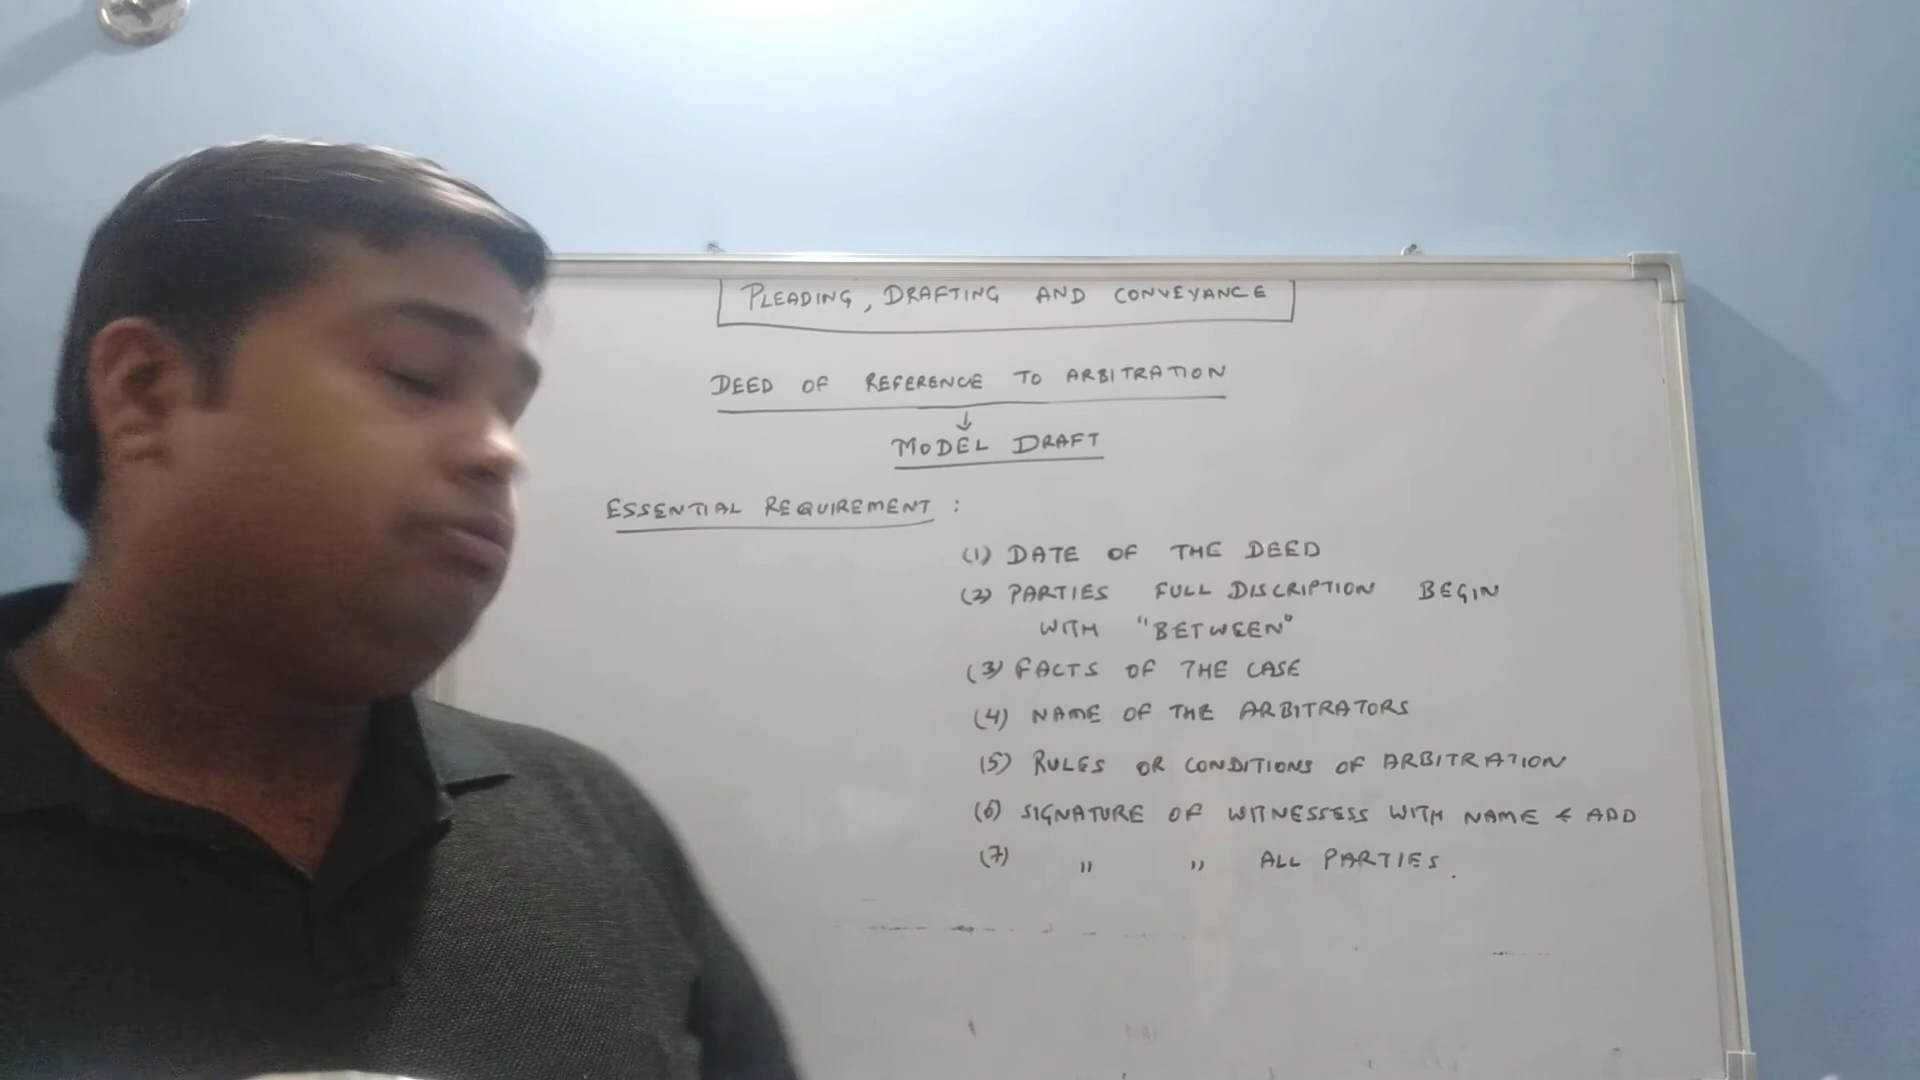 PLEADING, DRAFTING AND CONVEYANCE
DEED OF REFERENCE TO ARBITRATION
↓
MODEL DRAFT
ESSENTIAL REQUIREMENT :
(1) DATE OF THE DEED
(2) PARTIES FULL DISCRIPTION BEGIN
WITH "BETWEEN"
(3) FACTS OF THE CASE
(4) NAME OF THE ARBITRATORS
(5) RULES OR CONDITIONS OF ARBITRATION
(6) SIGNATURE OF WITNESSESS WITH NAME & ADD
(7) " " ALL PARTIES.